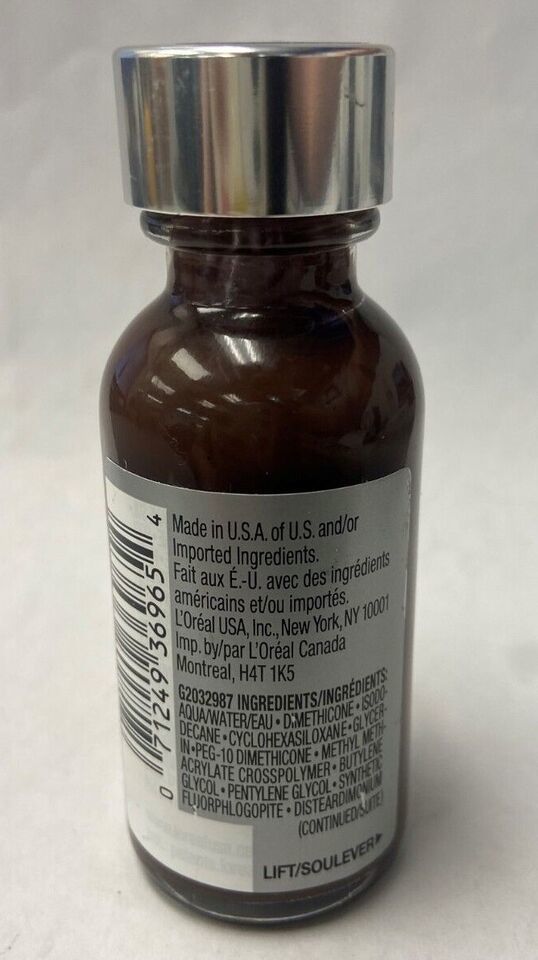 Made in U.S.A. of U.S. and/or
Imported Ingredients.
Fait aux É.-U. avec des ingrédients
américains et/ou importés.
L'Oréal USA, Inc., New York, NY 10001
Imp. by/par L'Oréal Canada
Montreal, H4T 1K5
G2032987 INGREDIENTS/INGRÉDIENTS:
AQUA/WATER/EAU • DIMETHICONE • ISODO-
DECANE • CYCLOHEXASILOXANE • GLYCER-
IN • PEG-10 DIMETHICONE • METHYL METH-
ACRYLATE CROSSPOLYMER • BUTYLENE
GLYCOL • PENTYLENE GLYCOL • SYNTHETIC
FLUORPHLOGOPITE • DISTEARDIMONIUM
(CONTINUED/SUITE)
LIFT/SOULEVER
0 71249 36965 4